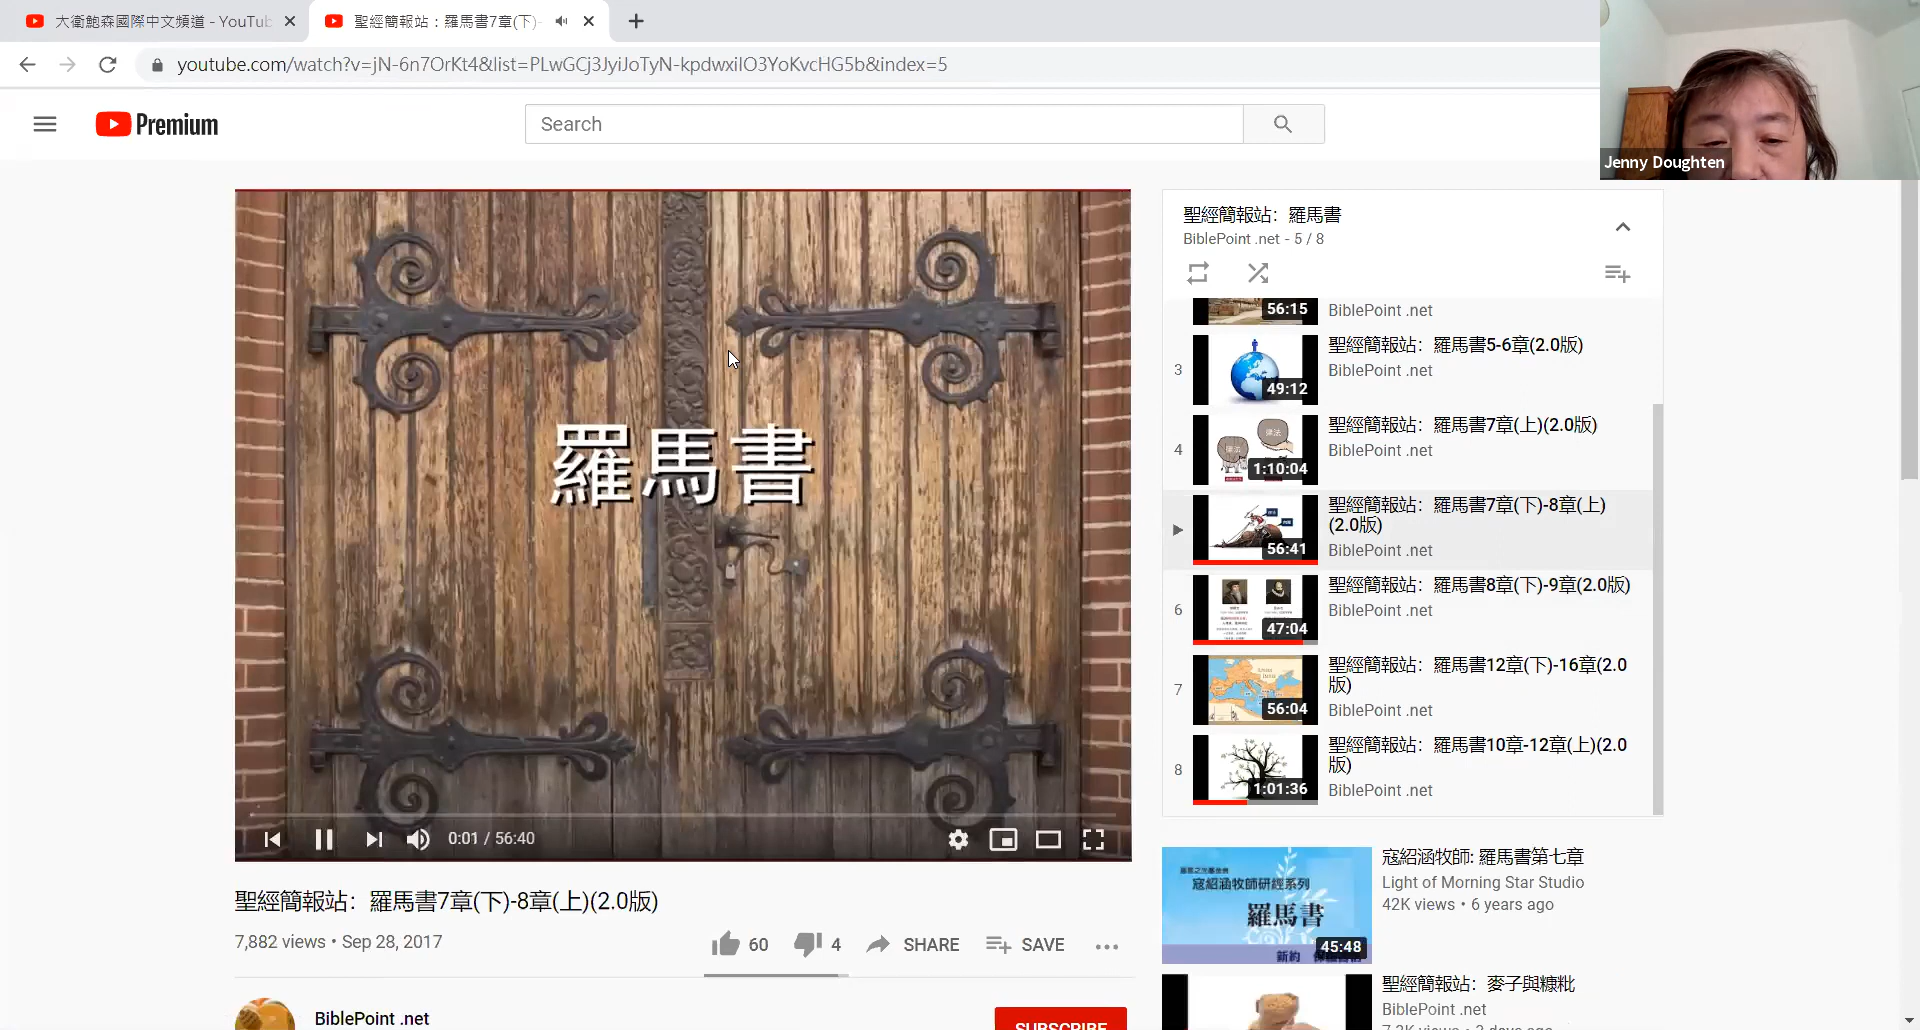 大衛鮑森國際中文頻道 - YouTub
聖經簡報站：羅馬書7章(下)-
youtube.com/watch?v=jN-6n7OrKt4&list=PLwGCj3JyiJoTyN-kpdwxiIO3YoKvcHG5b&index=5
Jenny Doughten
Premium
Search
羅馬書
0:01 / 56:40
聖經簡報站：羅馬書7章(下)-8章(上)(2.0版)
7,882 views • Sep 28, 2017
60
4
SHARE
SAVE
BiblePoint .net
SUBSCRIBE
聖經簡報站：羅馬書
BiblePoint .net - 5 / 8
56:15
BiblePoint .net
3
49:12
聖經簡報站：羅馬書5-6章(2.0版)
BiblePoint .net
4
律法
1:10:04
聖經簡報站：羅馬書7章(上)(2.0版)
BiblePoint .net
56:41
聖經簡報站：羅馬書7章(下)-8章(上)
(2.0版)
BiblePoint .net
6
47:04
聖經簡報站：羅馬書8章(下)-9章(2.0版)
BiblePoint .net
7
56:04
聖經簡報站：羅馬書12章(下)-16章(2.0
版)
BiblePoint .net
8
1:01:36
聖經簡報站：羅馬書10章-12章(上)(2.0
版)
BiblePoint .net
寇紹涵牧師研經系列
羅馬書
新約
45:48
寇紹涵牧師: 羅馬書第七章
Light of Morning Star Studio
42K views • 6 years ago
聖經簡報站：麥子與糠秕
BiblePoint .net